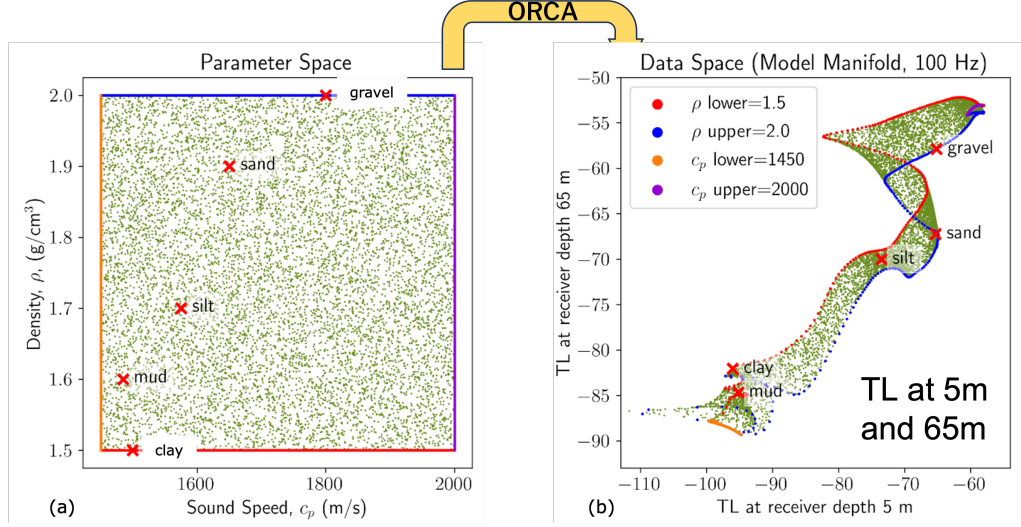 ORCA
Parameter Space
2.0
1.9
1.8
1.7
1.6
1.5
Density, ρ, (g/cm³)
gravel
sand
silt
mud
clay
1600
1800
2000
Sound Speed, cₚ (m/s)
(a)
Data Space (Model Manifold, 100 Hz)
−50
−55
−60
−65
−70
−75
−80
−85
−90
TL at receiver depth 65 m
ρ lower=1.5
ρ upper=2.0
cₚ lower=1450
cₚ upper=2000
gravel
sand
silt
clay
mud
TL at 5m
and 65m
−110
−100
−90
−80
−70
−60
TL at receiver depth 5 m
(b)